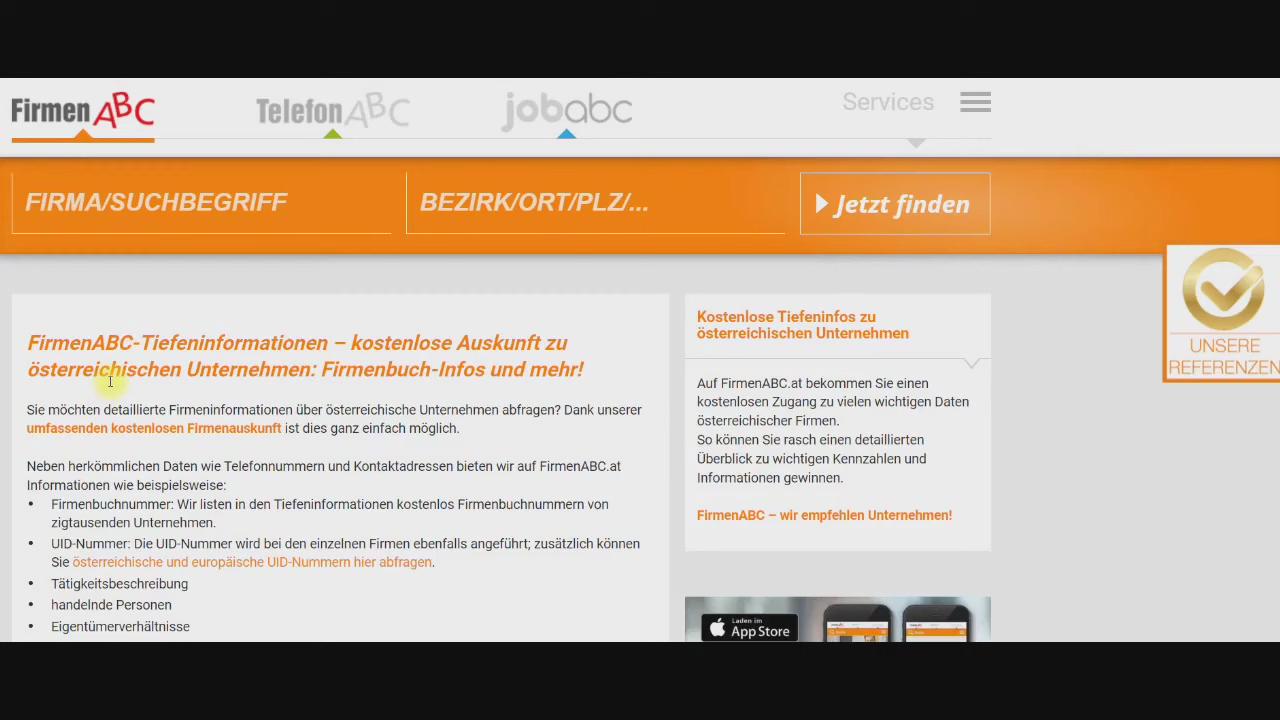 FirmenABC
TelefonABC
jobabc
Services
FIRMA/SUCHBEGRIFF
BEZIRK/ORT/PLZ/...
Jetzt finden
UNSERE
REFERENZEN
FirmenABC-Tiefeninformationen – kostenlose Auskunft zu
österreichischen Unternehmen: Firmenbuch-Infos und mehr!
Sie möchten detaillierte Firmeninformationen über österreichische Unternehmen abfragen? Dank unserer
umfassenden kostenlosen Firmenauskunft ist dies ganz einfach möglich.
Neben herkömmlichen Daten wie Telefonnummern und Kontaktadressen bieten wir auf FirmenABC.at
Informationen wie beispielsweise:
• Firmenbuchnummer: Wir listen in den Tiefeninformationen kostenlos Firmenbuchnummern von
zigtausenden Unternehmen.
• UID-Nummer: Die UID-Nummer wird bei den einzelnen Firmen ebenfalls angeführt; zusätzlich können
Sie österreichische und europäische UID-Nummern hier abfragen.
• Tätigkeitsbeschreibung
• handelnde Personen
• Eigentümerverhältnisse
Kostenlose Tiefeninfos zu
österreichischen Unternehmen
Auf FirmenABC.at bekommen Sie einen
kostenlosen Zugang zu vielen wichtigen Daten
österreichischer Firmen.
So können Sie rasch einen detaillierten
Überblick zu wichtigen Kennzahlen und
Informationen gewinnen.
FirmenABC – wir empfehlen Unternehmen!
Laden im
App Store